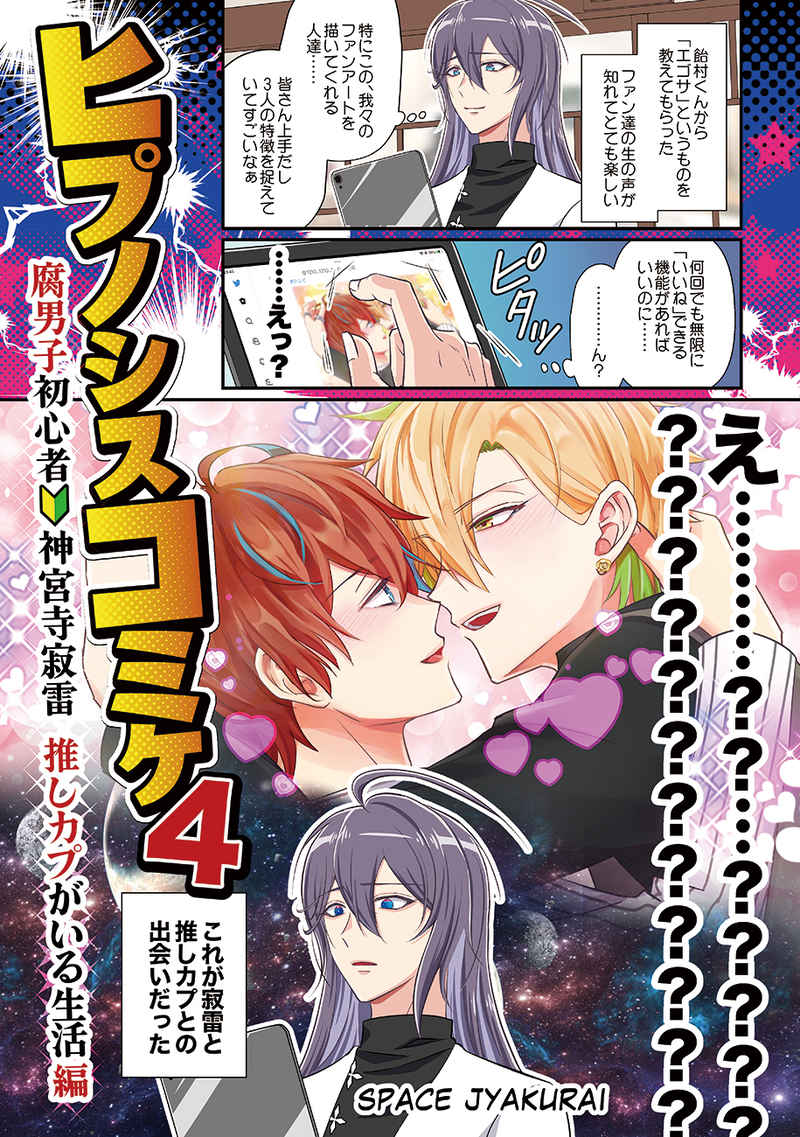 飴村くんから
「エゴサ」というものを
教えてもらった
ファン達の生の声が
知れてとても楽しい
特にこの、我々の
ファンアートを
描いてくれる
人達……
皆さん上手だし
3人の特徴を捉えて
いてすごいなぁ
何回でも無限に
「いいね」できる
機能があれば
いいのに……
…………ん?
ピタッ
……えっ?
え…………?…?…?……?????????
??????????????
ヒプノシスコミケ4
腐男子初心者 神宮寺寂雷 推しカプがいる生活 編
これが寂雷と
推しカプとの
出会いだった
SPACE JYAKURAI